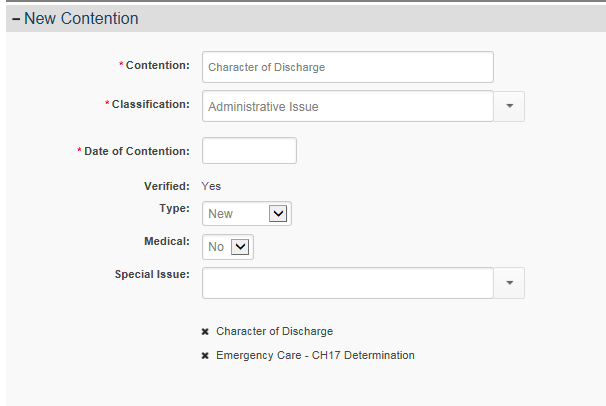 – New Contention
* Contention: Character of Discharge
* Classification: Administrative Issue
* Date of Contention:
Verified: Yes
Type: New
Medical: No
Special Issue:
✖ Character of Discharge
✖ Emergency Care - CH17 Determination